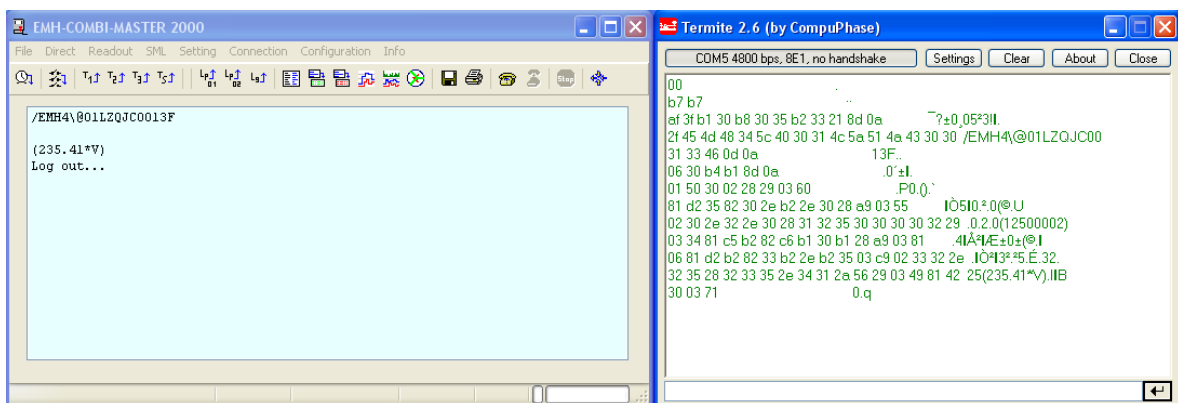 EMH-COMBI-MASTER 2000
File Direct Readout SML Setting Connection Configuration Info
/EMH4\@01LZQJC0013F
(235.41*V)
Log out...
Termite 2.6 (by CompuPhase)
COM5 4800 bps, 8E1, no handshake Settings Clear About Close
00 .
b7 b7 ..
af 3f b1 30 b8 30 35 b2 33 21 8d 0a
2f 45 4d 48 34 5c 40 30 31 4c 5a 51 4a 43 30 30 /EMH4\@01LZQJC00
31 33 46 0d 0a 13F..
06 30 b4 b1 8d 0a
01 50 30 02 28 29 03 60 .P0.().`
81 d2 35 82 30 2e b2 2e 30 28 a9 03 55
02 30 2e 32 2e 30 28 31 32 35 30 30 30 30 32 29 .0.2.0(12500002)
03 34 81 c5 b2 82 c6 b1 30 b1 28 a9 03 81
06 81 d2 b2 82 33 b2 2e b2 35 03 c9 02 33 32 2e
32 35 28 32 33 35 2e 34 31 2a 56 29 03 49 81 42
30 03 71 0.q